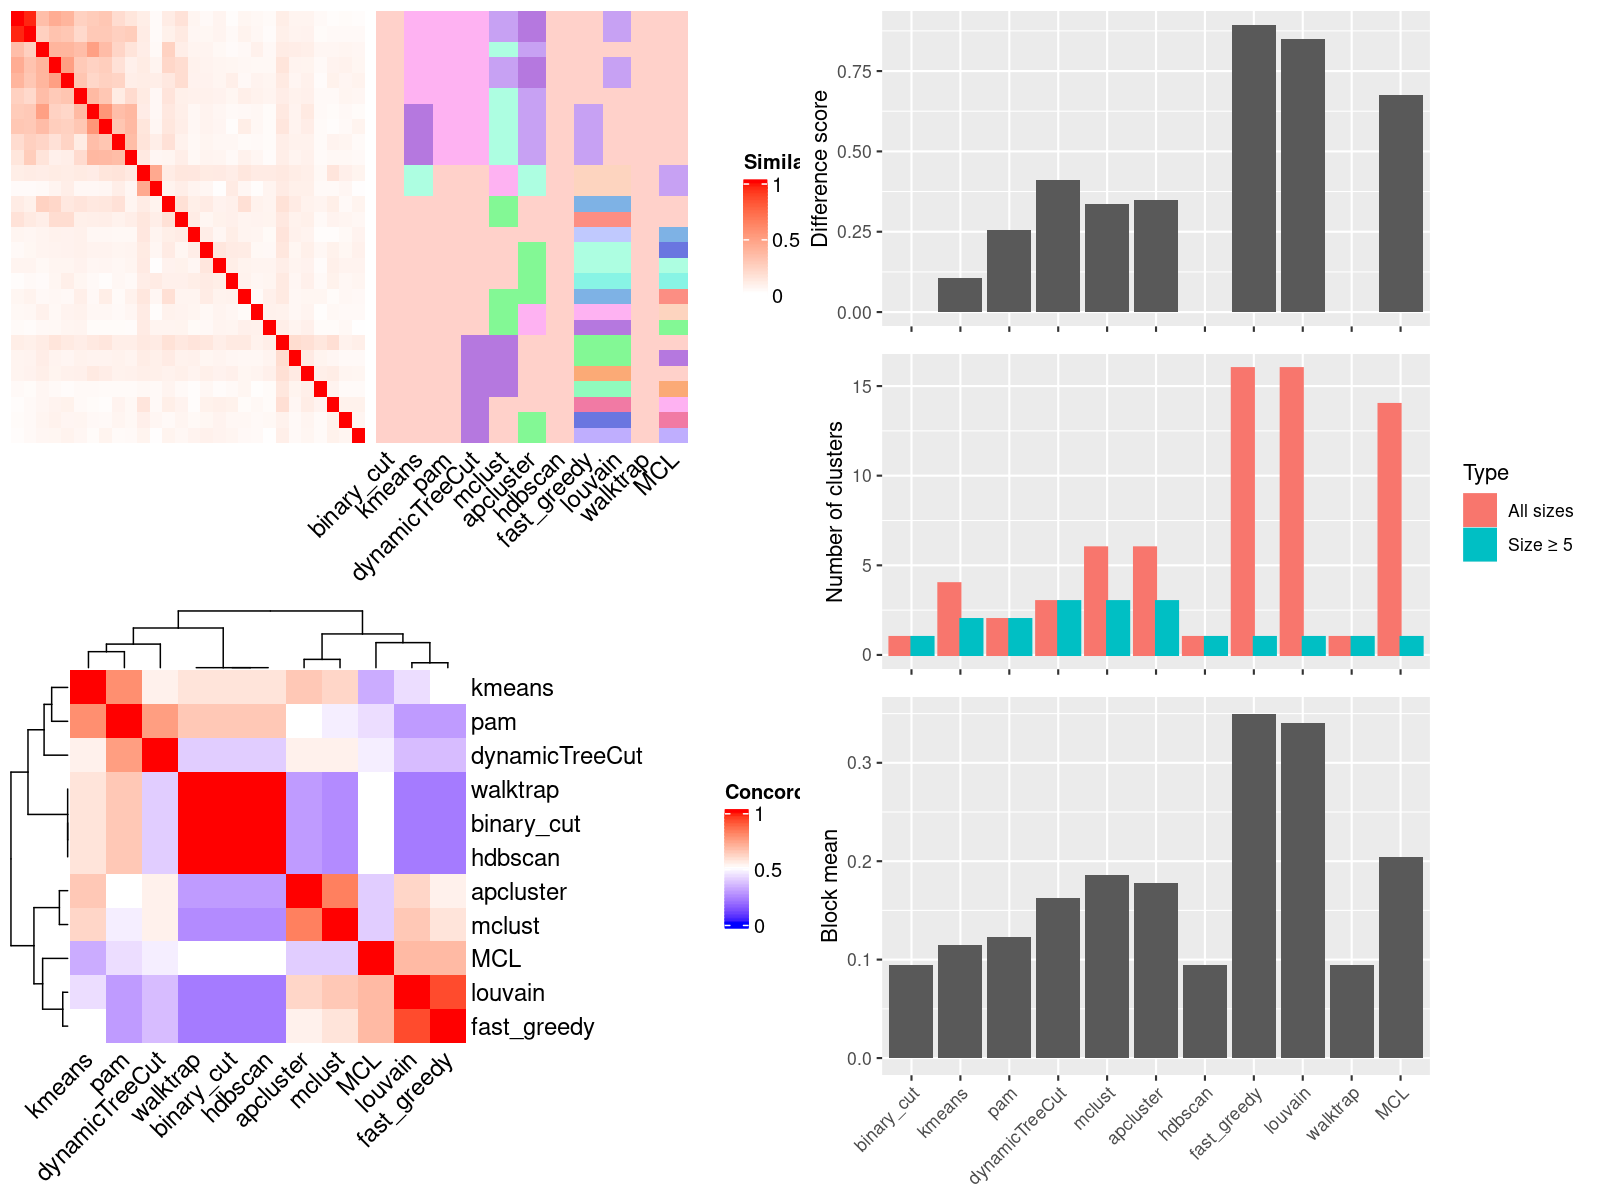 Simila
1
0.5
0
binary_cut
kmeans
pam
dynamicTreeCut
mclust
apcluster
hdbscan
fast_greedy
louvain
walktrap
MCL
kmeans
pam
dynamicTreeCut
walktrap
binary_cut
hdbscan
apcluster
mclust
MCL
louvain
fast_greedy
kmeans
pam
dynamicTreeCut
walktrap
binary_cut
hdbscan
apcluster
mclust
MCL
louvain
fast_greedy
Concord
1
0.5
0
Difference score
0.75
0.50
0.25
0.00
Number of clusters
15
10
5
0
Type
All sizes
Size ≥ 5
Block mean
0.3
0.2
0.1
0.0
binary_cut
kmeans
pam
dynamicTreeCut
mclust
apcluster
hdbscan
fast_greedy
louvain
walktrap
MCL